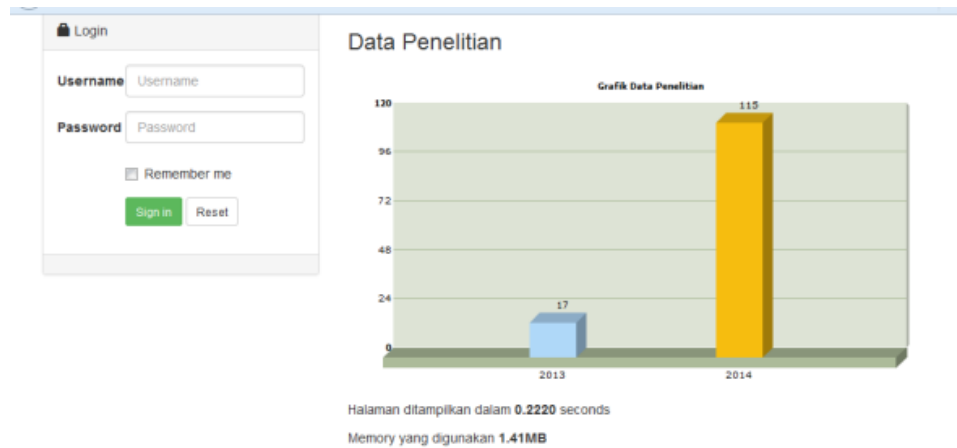 Login
Username Username
Password Password
Remember me
Sign in Reset
Data Penelitian
Grafik Data Penelitian
120
115
96
72
48
24
17
0
2013 2014
Halaman ditampilkan dalam 0.2220 seconds
Memory yang digunakan 1.41MB